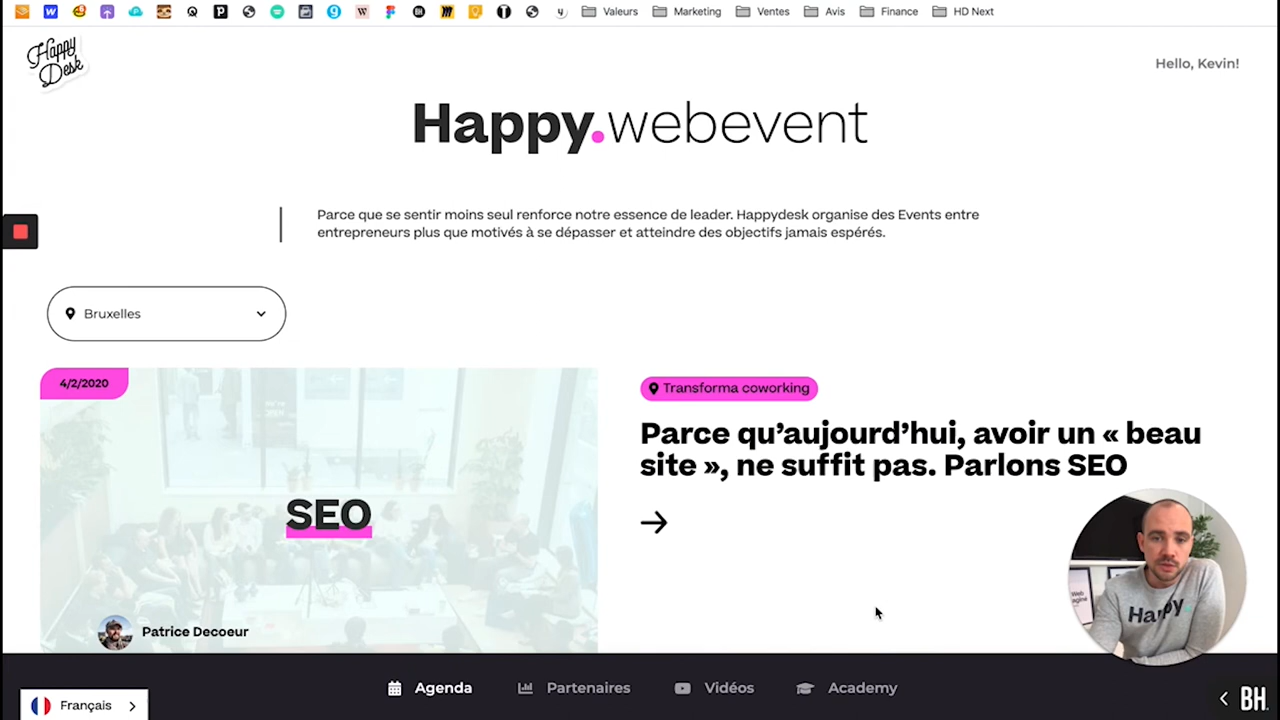 Valeurs
Marketing
Ventes
Avis
Finance
HD Next
Happy
Desk
Hello, Kevin!
Happy.webevent
Parce que se sentir moins seul renforce notre essence de leader. Happydesk organise des Events entre
entrepreneurs plus que motivés à se dépasser et atteindre des objectifs jamais espérés.
Bruxelles
4/2/2020
SEO
Patrice Decoeur
Transforma coworking
Parce qu’aujourd’hui, avoir un « beau
site », ne suffit pas. Parlons SEO
Happy
Agenda
Partenaires
Vidéos
Academy
Français
BH.